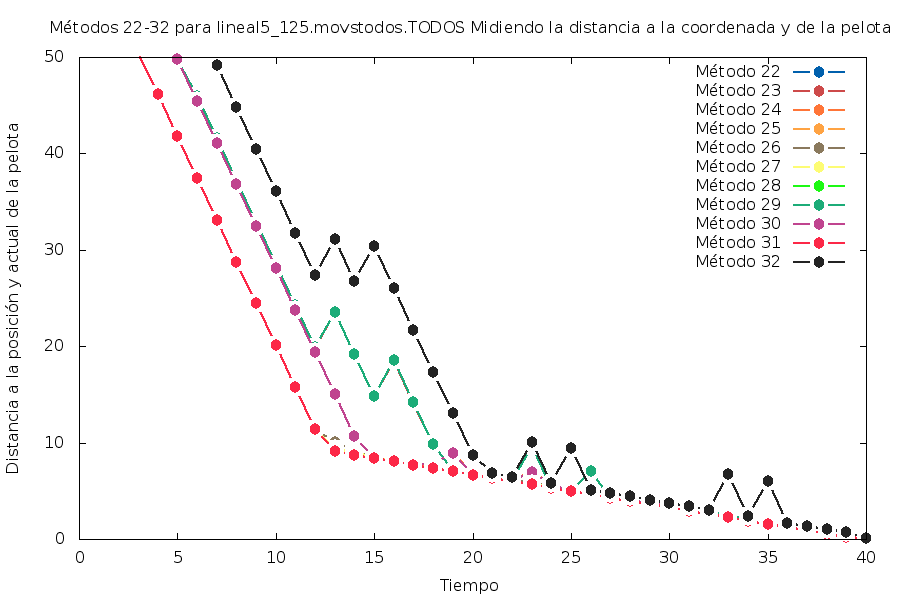 Métodos 22-32 para lineal5_125.movstodos.TODOS Midiendo la distancia a la coordenada y de la pelota
Distancia a la posición y actual de la pelota
50
40
30
20
10
0
Método 22
Método 23
Método 24
Método 25
Método 26
Método 27
Método 28
Método 29
Método 30
Método 31
Método 32
0 5 10 15 20 25 30 35 40
Tiempo